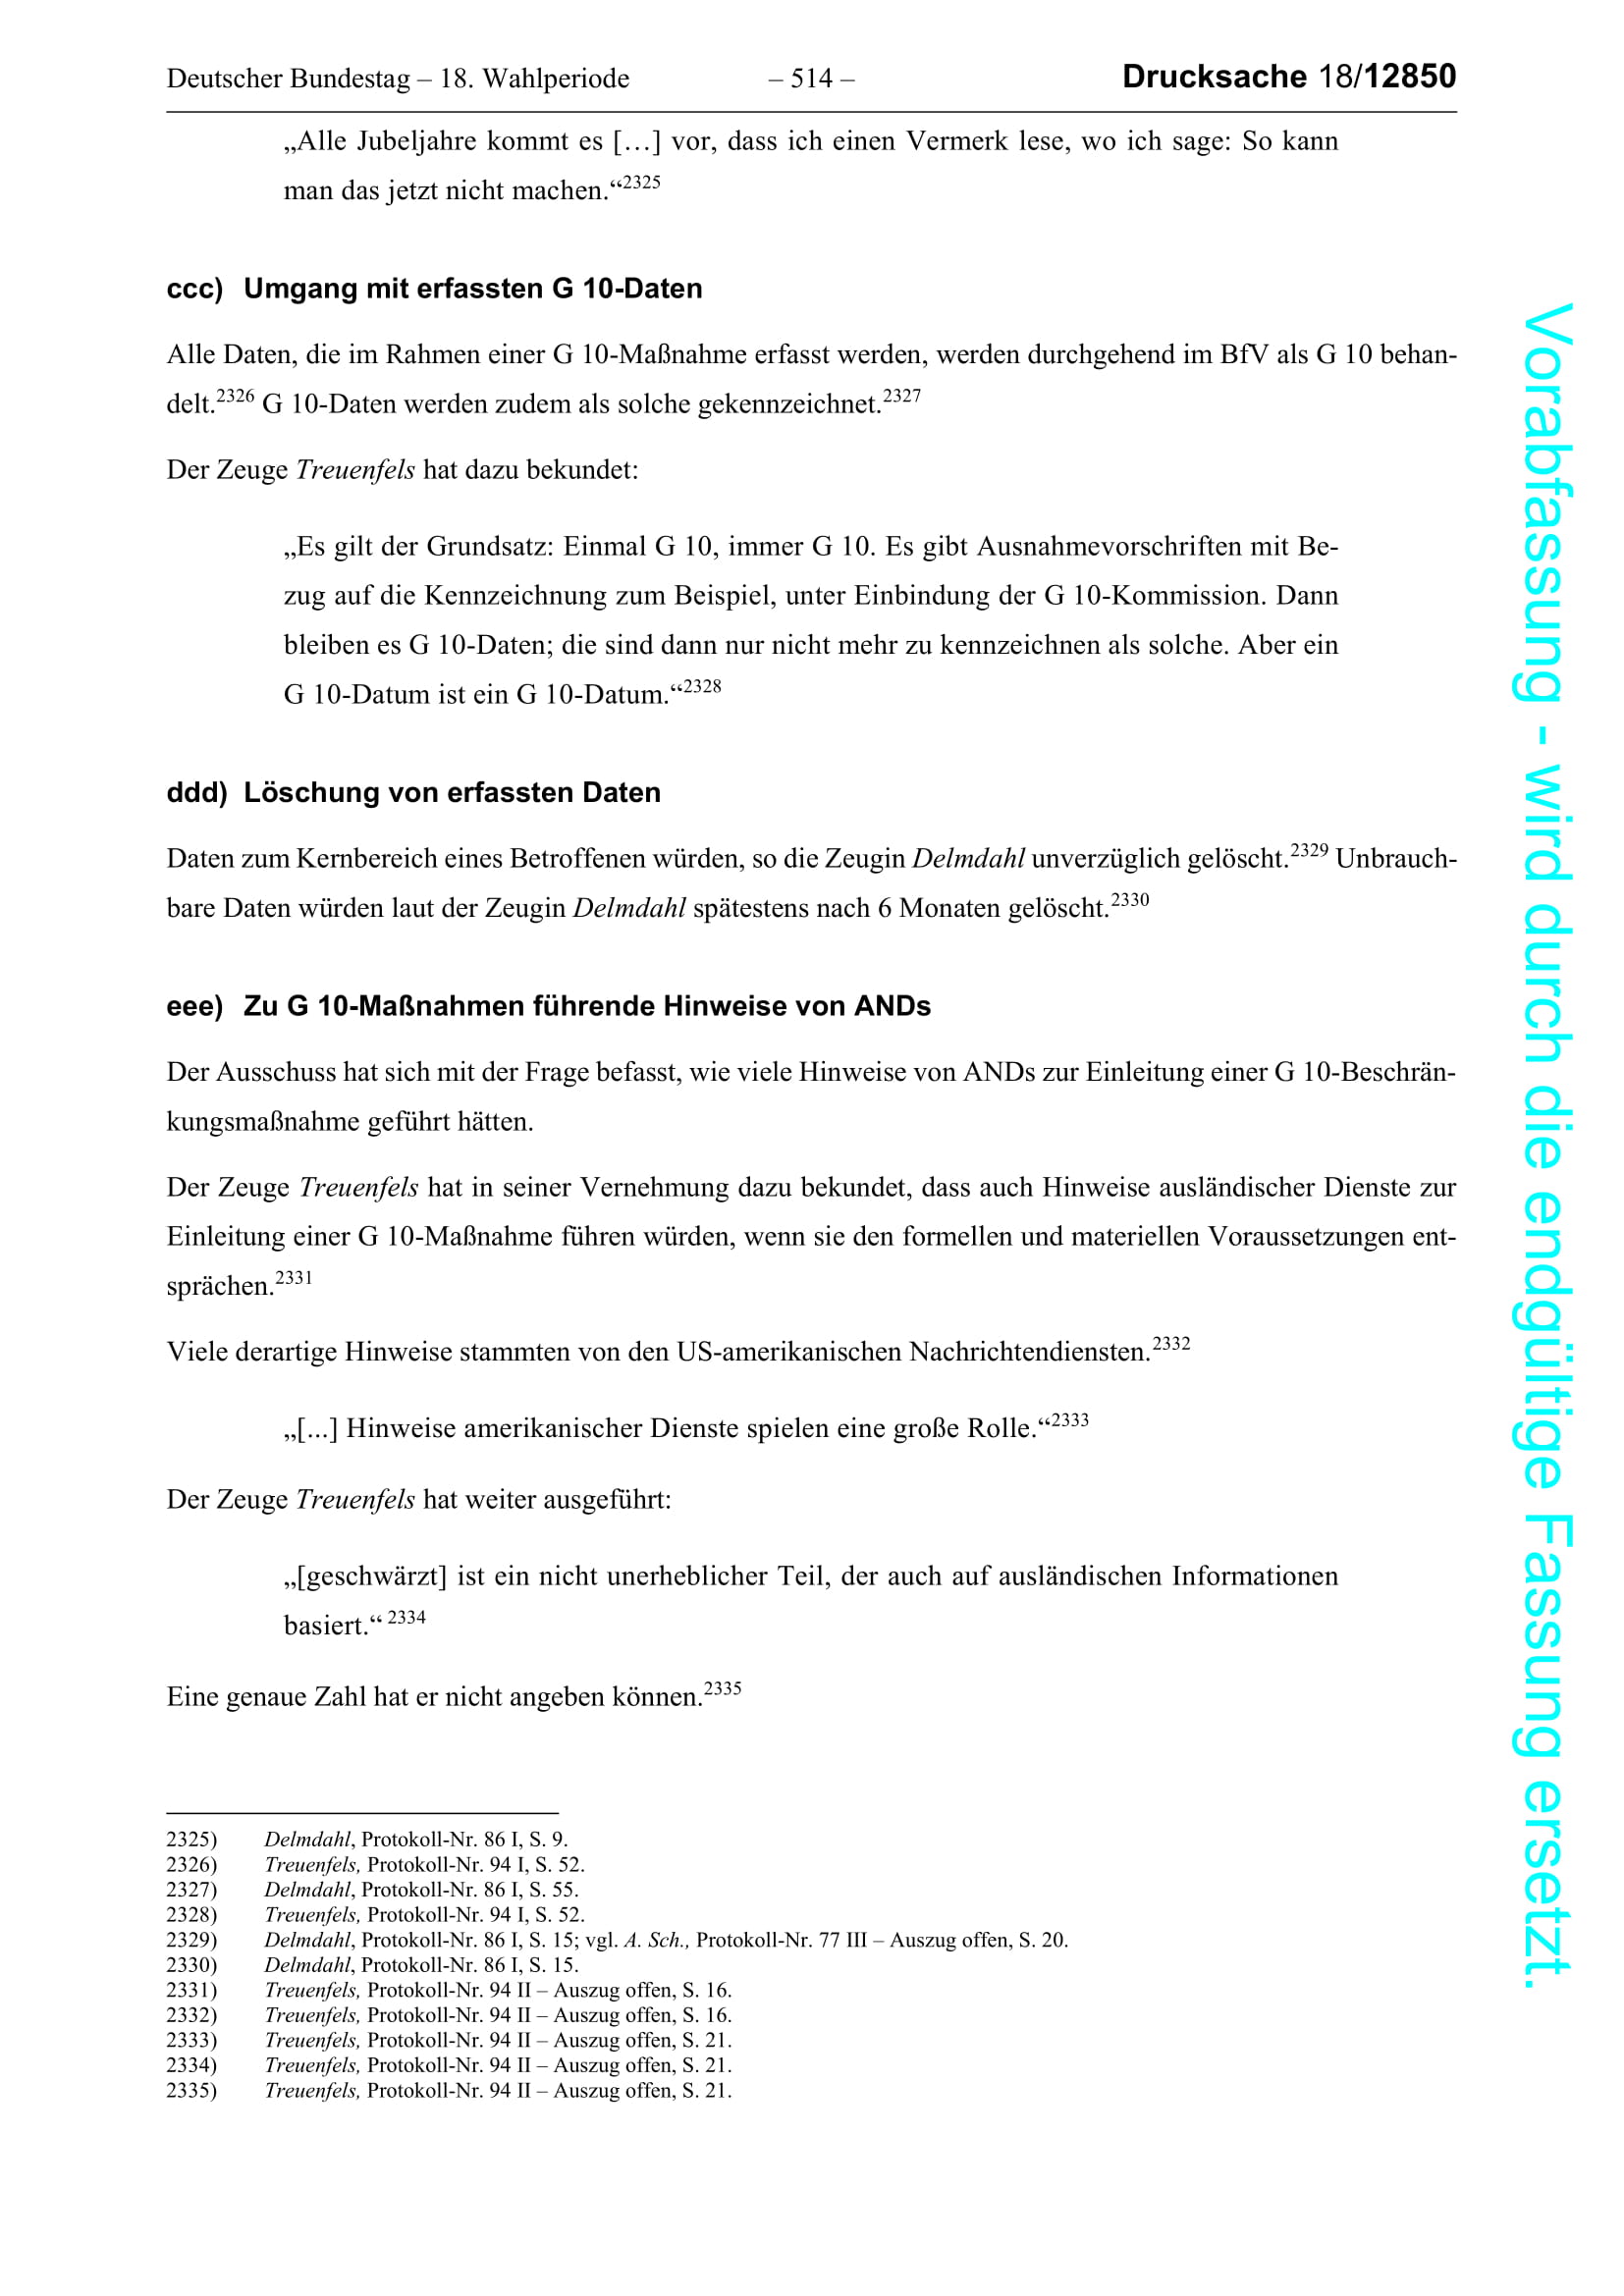 Deutscher Bundestag – 18. Wahlperiode – 514 – Drucksache 18/12850
„Alle Jubeljahre kommt es […] vor, dass ich einen Vermerk lese, wo ich sage: So kann
man das jetzt nicht machen.“2325
ccc) Umgang mit erfassten G 10-Daten
Alle Daten, die im Rahmen einer G 10-Maßnahme erfasst werden, werden durchgehend im BfV als G 10 behan-
delt.2326 G 10-Daten werden zudem als solche gekennzeichnet.2327
Der Zeuge Treuenfels hat dazu bekundet:
„Es gilt der Grundsatz: Einmal G 10, immer G 10. Es gibt Ausnahmevorschriften mit Be-
zug auf die Kennzeichnung zum Beispiel, unter Einbindung der G 10-Kommission. Dann
bleiben es G 10-Daten; die sind dann nur nicht mehr zu kennzeichnen als solche. Aber ein
G 10-Datum ist ein G 10-Datum.“2328
ddd) Löschung von erfassten Daten
Daten zum Kernbereich eines Betroffenen würden, so die Zeugin Delmdahl unverzüglich gelöscht.2329 Unbrauch-
bare Daten würden laut der Zeugin Delmdahl spätestens nach 6 Monaten gelöscht.2330
eee) Zu G 10-Maßnahmen führende Hinweise von ANDs
Der Ausschuss hat sich mit der Frage befasst, wie viele Hinweise von ANDs zur Einleitung einer G 10-Beschrän-
kungsmaßnahme geführt hätten.
Der Zeuge Treuenfels hat in seiner Vernehmung dazu bekundet, dass auch Hinweise ausländischer Dienste zur
Einleitung einer G 10-Maßnahme führen würden, wenn sie den formellen und materiellen Voraussetzungen ent-
sprächen.2331
Viele derartige Hinweise stammten von den US-amerikanischen Nachrichtendiensten.2332
„[...] Hinweise amerikanischer Dienste spielen eine große Rolle.“2333
Der Zeuge Treuenfels hat weiter ausgeführt:
„[geschwärzt] ist ein nicht unerheblicher Teil, der auch auf ausländischen Informationen
basiert.“ 2334
Eine genaue Zahl hat er nicht angeben können.2335
2325) Delmdahl, Protokoll-Nr. 86 I, S. 9.
2326) Treuenfels, Protokoll-Nr. 94 I, S. 52.
2327) Delmdahl, Protokoll-Nr. 86 I, S. 55.
2328) Treuenfels, Protokoll-Nr. 94 I, S. 52.
2329) Delmdahl, Protokoll-Nr. 86 I, S. 15; vgl. A. Sch., Protokoll-Nr. 77 III – Auszug offen, S. 20.
2330) Delmdahl, Protokoll-Nr. 86 I, S. 15.
2331) Treuenfels, Protokoll-Nr. 94 II – Auszug offen, S. 16.
2332) Treuenfels, Protokoll-Nr. 94 II – Auszug offen, S. 16.
2333) Treuenfels, Protokoll-Nr. 94 II – Auszug offen, S. 21.
2334) Treuenfels, Protokoll-Nr. 94 II – Auszug offen, S. 21.
2335) Treuenfels, Protokoll-Nr. 94 II – Auszug offen, S. 21.
Vorabfassung - wird durch die endgültige Fassung ersetzt.